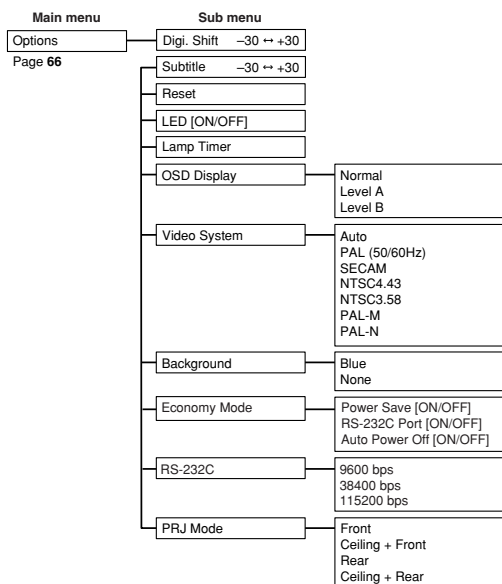 Main menu
Sub menu
Options
Page 66
Digi. Shift –30 ↔ +30
Subtitle –30 ↔ +30
Reset
LED [ON/OFF]
Lamp Timer
OSD Display
Normal
Level A
Level B
Video System
Auto
PAL (50/60Hz)
SECAM
NTSC4.43
NTSC3.58
PAL-M
PAL-N
Background
Blue
None
Economy Mode
Power Save [ON/OFF]
RS-232C Port [ON/OFF]
Auto Power Off [ON/OFF]
RS-232C
9600 bps
38400 bps
115200 bps
PRJ Mode
Front
Ceiling + Front
Rear
Ceiling + Rear